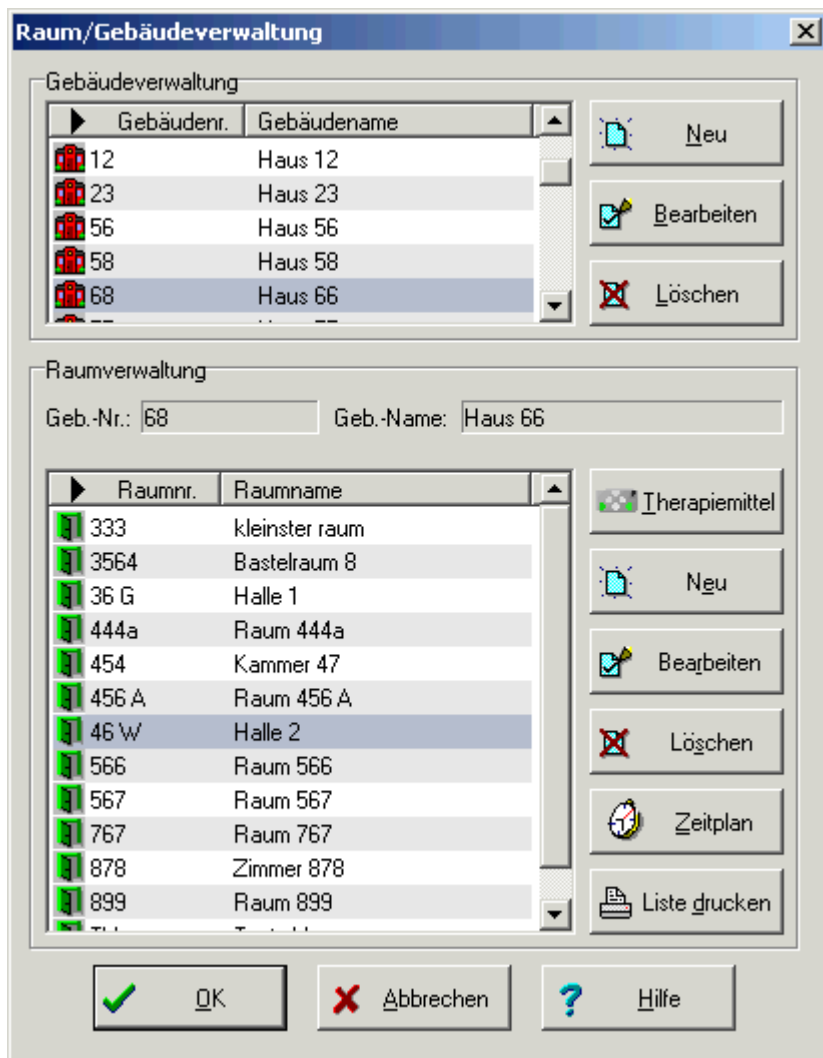 Raum/Gebäudeverwaltung
Gebäudeverwaltung
Gebäudenr. Gebäudename
12 Haus 12
23 Haus 23
56 Haus 56
58 Haus 58
68 Haus 66
Neu
Bearbeiten
Löschen
Raumverwaltung
Geb.-Nr.: 68 Geb.-Name: Haus 66
Raumnr. Raumname
333 kleinster raum
3564 Bastelraum 8
36 G Halle 1
444a Raum 444a
454 Kammer 47
456 A Raum 456 A
46 W Halle 2
566 Raum 566
567 Raum 567
767 Raum 767
878 Zimmer 878
899 Raum 899
Therapiemittel
Neu
Bearbeiten
Löschen
Zeitplan
Liste drucken
OK Abbrechen Hilfe